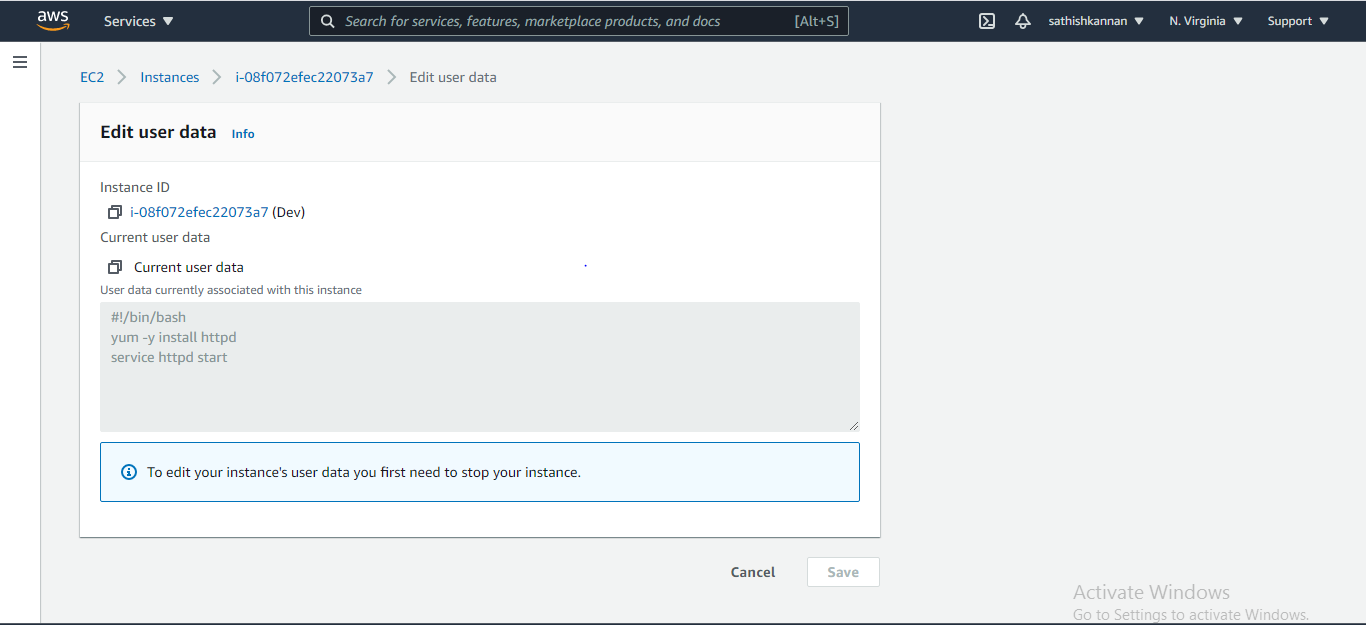 aws Services Search for services, features, marketplace products, and docs [Alt+S] sathishkannan N. Virginia Support
EC2 Instances i-08f072efec22073a7 Edit user data
Edit user data Info
Instance ID
i-08f072efec22073a7 (Dev)
Current user data
Current user data
User data currently associated with this instance
#!/bin/bash
yum -y install httpd
service httpd start
To edit your instance's user data you first need to stop your instance.
Cancel Save
Activate Windows
Go to Settings to activate Windows.